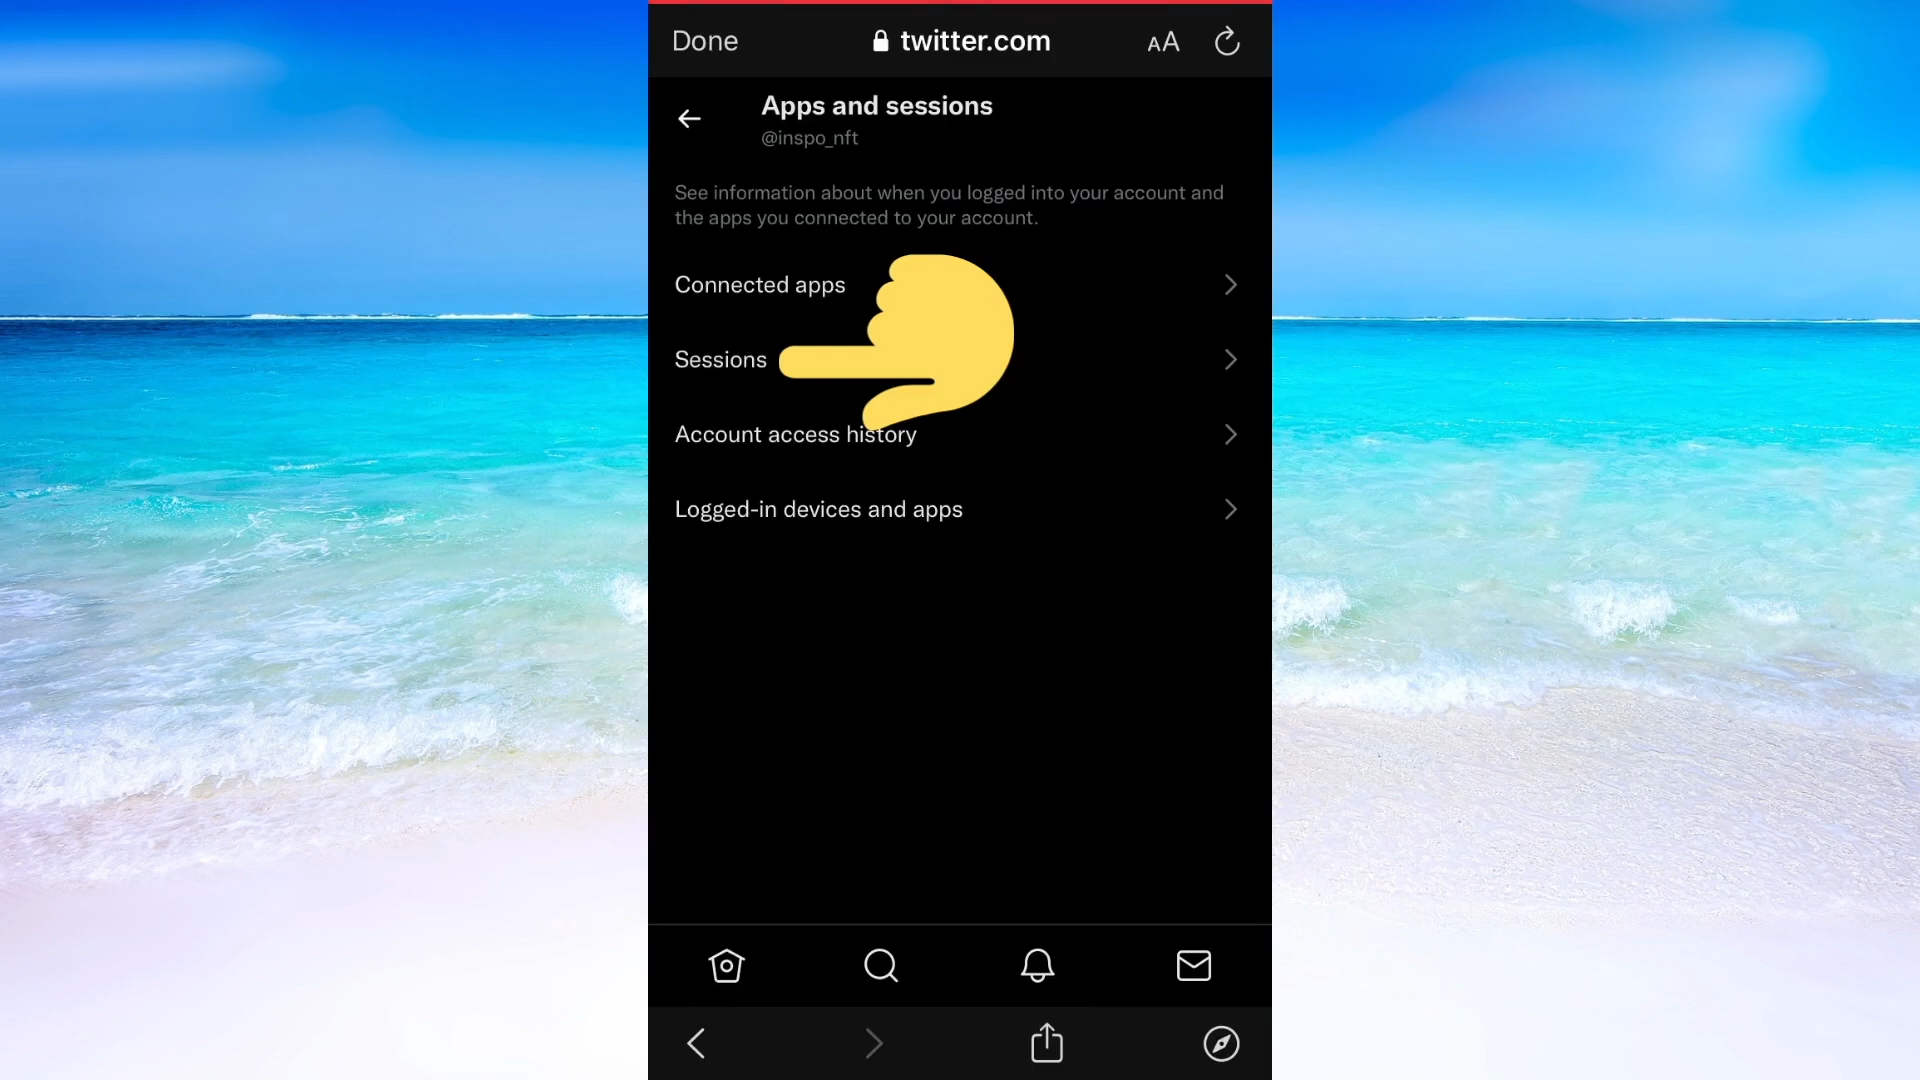 Done
twitter.com
AA
Apps and sessions
@inspo_nft
See information about when you logged into your account and
the apps you connected to your account.
Connected apps
Sessions
Account access history
Logged-in devices and apps